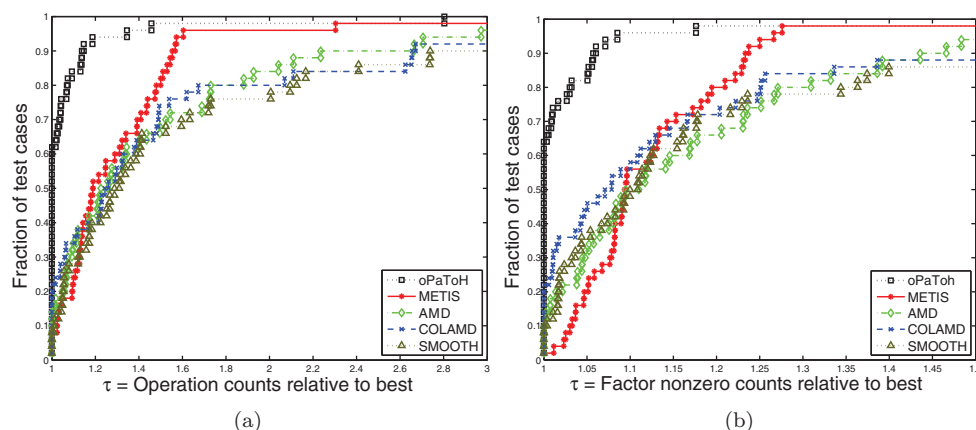 Fraction of test cases
1
0.9
0.8
0.7
0.6
0.5
0.4
0.3
0.2
0.1
0
1 1.2 1.4 1.6 1.8 2 2.2 2.4 2.6 2.8 3
τ = Operation counts relative to best
oPaToH
METIS
AMD
COLAMD
SMOOTH
(a)
Fraction of test cases
1
0.9
0.8
0.7
0.6
0.5
0.4
0.3
0.2
0.1
0
1 1.05 1.1 1.15 1.2 1.25 1.3 1.35 1.4 1.45 1.5
τ = Factor nonzero counts relative to best
oPaToh
METIS
AMD
COLAMD
SMOOTH
(b)